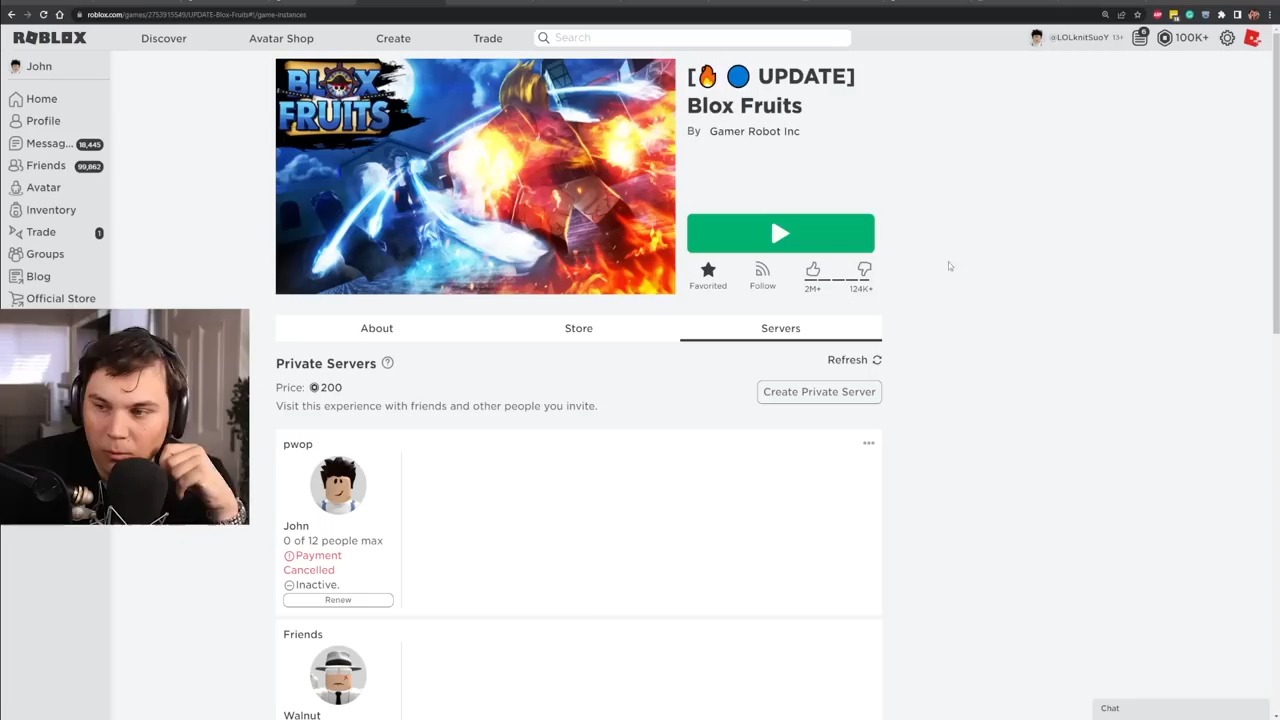 roblox.com/games/2753915549/UPDATE-Blox-Fruits#!/game-instances
ROBLOX
Discover
Avatar Shop
Create
Trade
Search
@LOLknitSuoY 13+
6
100K+
John
Home
Profile
Messag... 18,445
Friends 99,862
Avatar
Inventory
Trade 1
Groups
Blog
Official Store
BLOX
FRUITS
[🔥 🔵 UPDATE]
Blox Fruits
By Gamer Robot Inc
Favorited
Follow
2M+
124K+
About
Store
Servers
Private Servers
Refresh
Price: 200
Create Private Server
Visit this experience with friends and other people you invite.
pwop
John
0 of 12 people max
Payment
Cancelled
Inactive.
Renew
Friends
Walnut
Chat